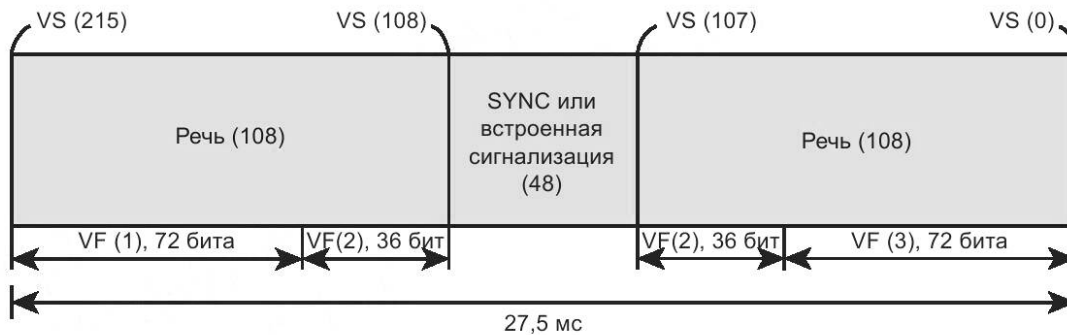 VS (215)
VS (108)
VS (107)
VS (0)
Речь (108)
SYNC или
встроенная
сигнализация
(48)
Речь (108)
VF (1), 72 бита
VF(2), 36 бит
VF(2), 36 бит
VF (3), 72 бита
27,5 мс